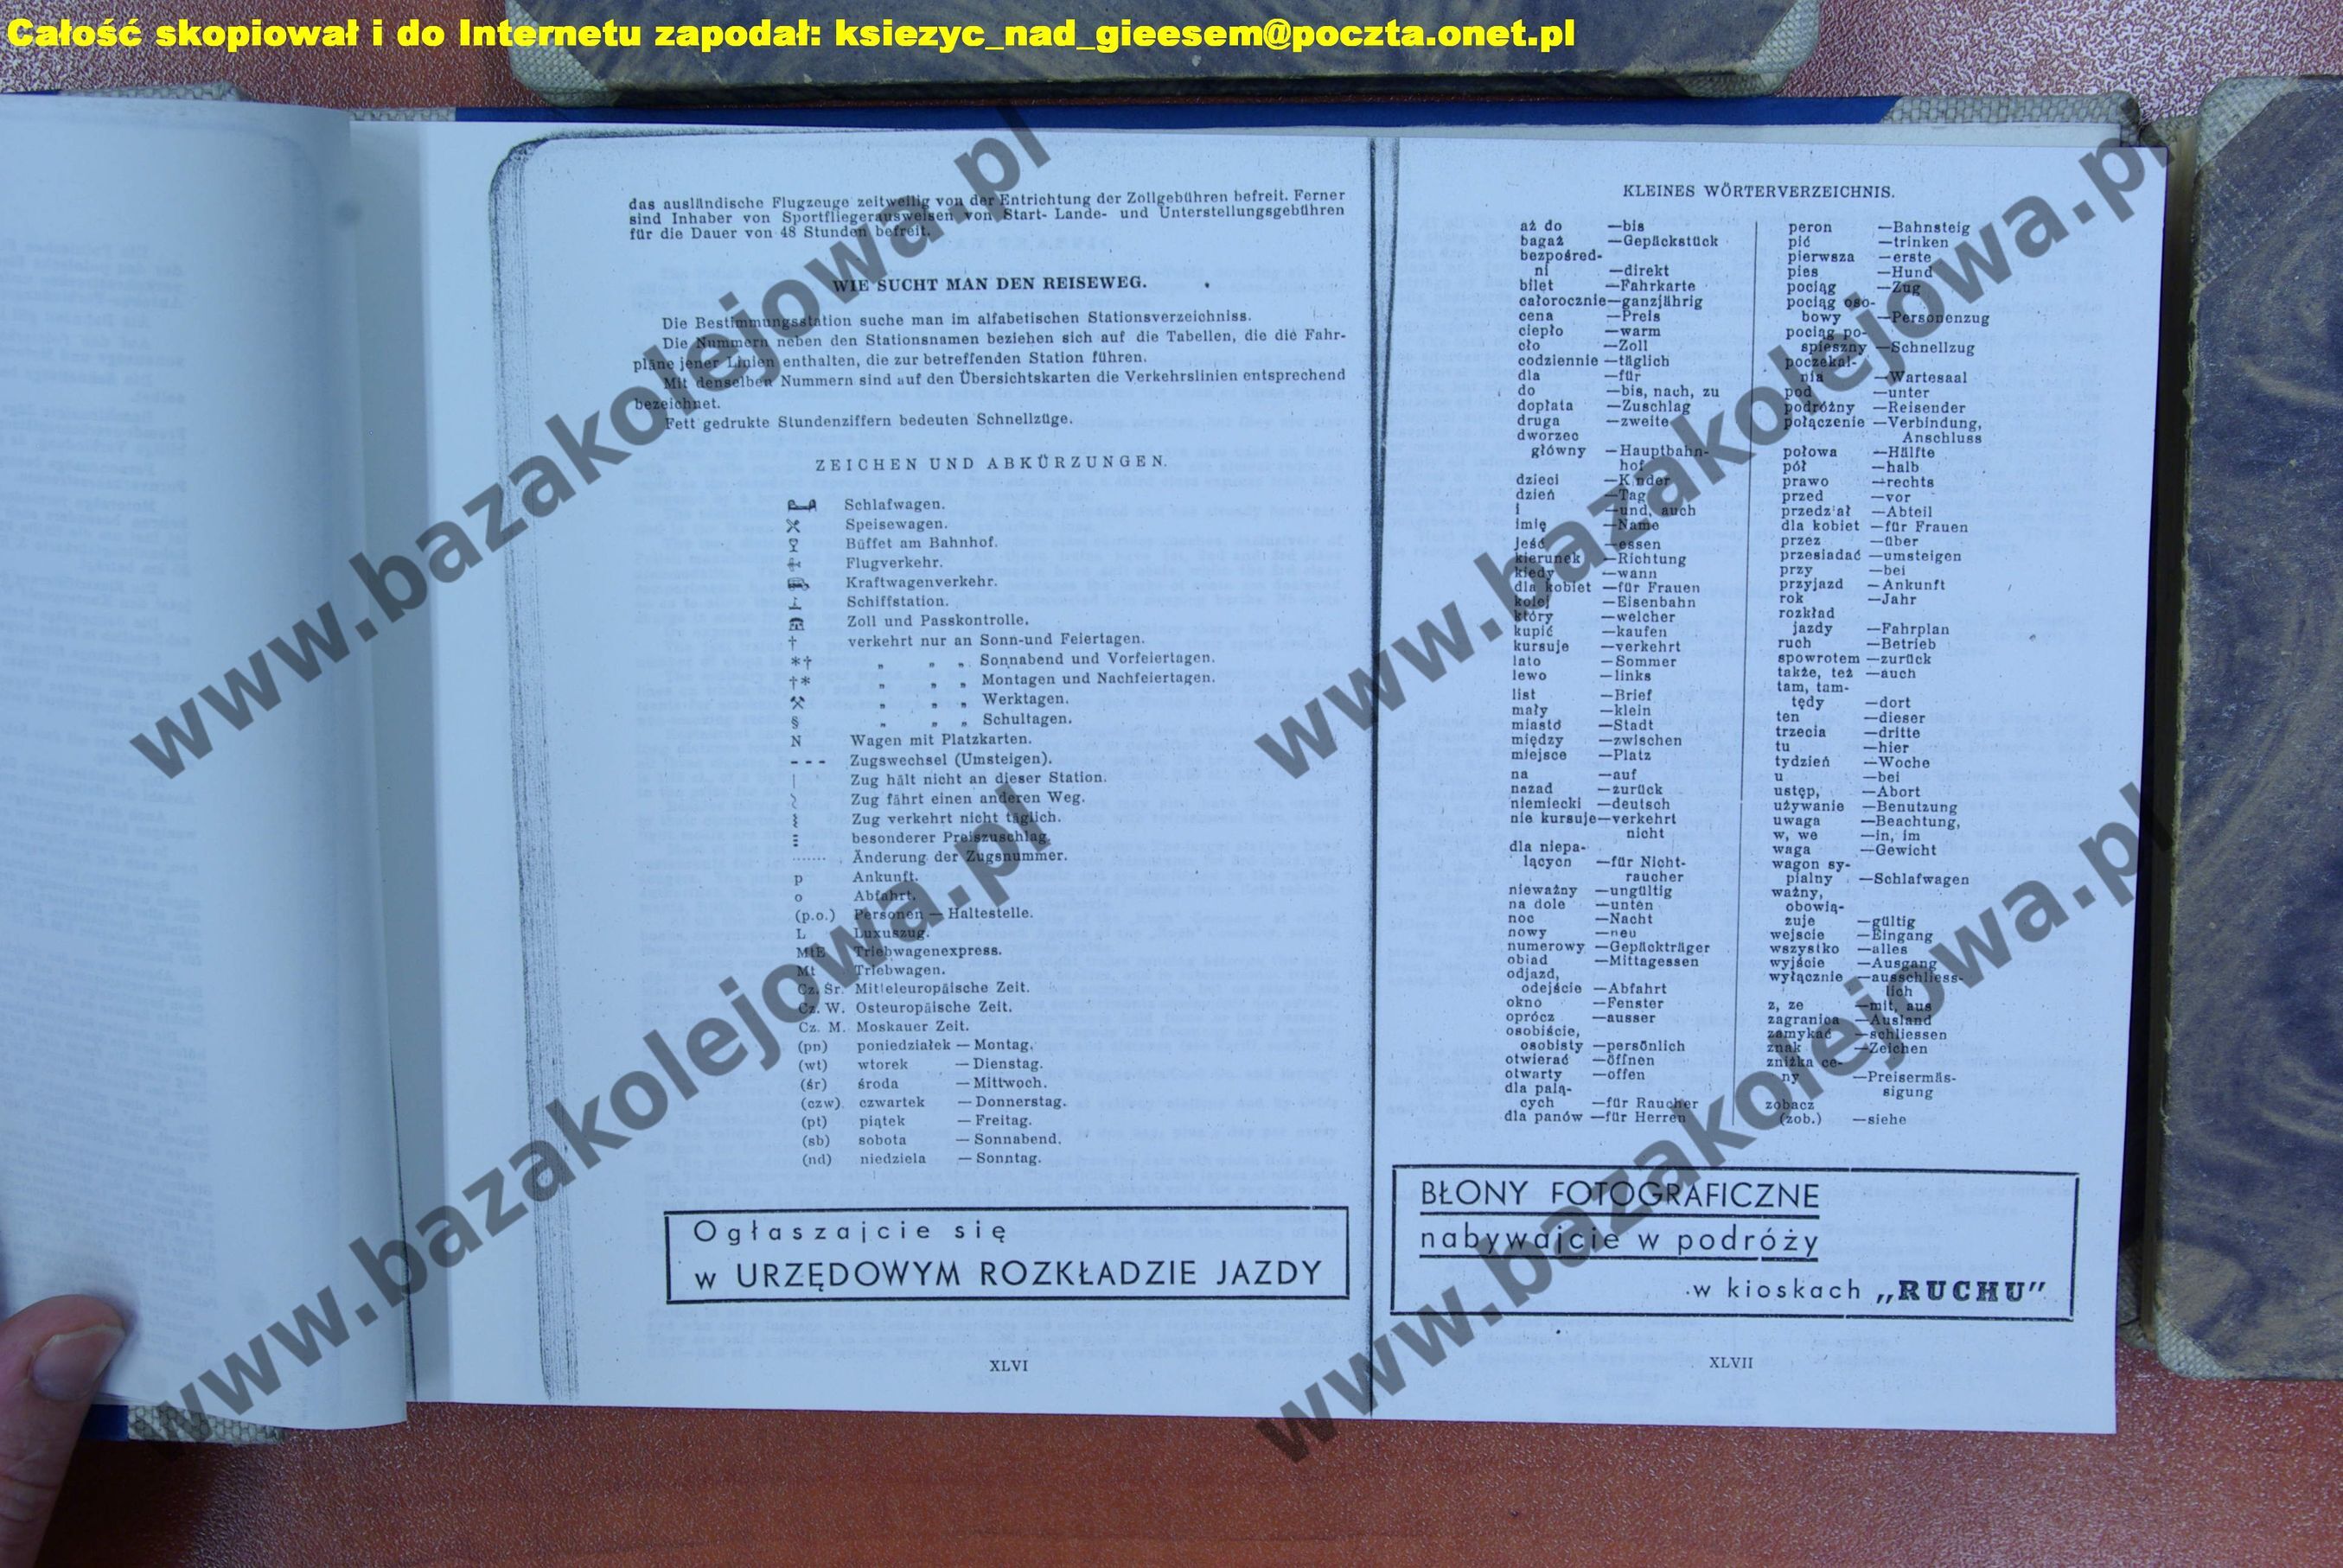 Całość skopiował i do Internetu zapodał: ksiezyc_nad_gieesem@poczta.onet.pl
das ausländische Flugzeuge zeitweilig von der Entrichtung der Zollgebühren befreit. Ferner
sind Inhaber von Sportfliegerausweisen von Start- Lande- und Unterstellungsgebühren
für die Dauer von 48 Stunden befreit.
WIE SUCHT MAN DEN REISEWEG.
Die Bestimmungsstation suche man im alfabetischen Stationsverzeichniss.
Die Nummern neben den Stationsnamen beziehen sich auf die Tabellen, die die Fahr-
pläne jener Linien enthalten, die zur betreffenden Station führen.
Mit denselben Nummern sind auf den Übersichtskarten die Verkehrslinien entsprechend
bezeichnet.
Fett gedrukte Stundenziffern bedeuten Schnellzüge.
ZEICHEN UND ABKÜRZUNGEN.
Schlafwagen.
Speisewagen.
Büffet am Bahnhof.
Flugverkehr.
Kraftwagenverkehr.
Schiffstation.
Zoll und Passkontrolle.
† verkehrt nur an Sonn-und Feiertagen.
*† „ „ „ Sonnabend und Vorfeiertagen.
†* „ „ „ Montagen und Nachfeiertagen.
⚒ „ „ „ Werktagen.
§ „ „ „ Schultagen.
N Wagen mit Platzkarten.
- - - Zugswechsel (Umsteigen).
| Zug hält nicht an dieser Station.
Zug fährt einen anderen Weg.
Zug verkehrt nicht täglich.
besonderer Preiszuschlag.
....... Änderung der Zugsnummer.
p Ankunft.
o Abfahrt.
(p.o.) Personen — Haltestelle.
L Luxuszug.
MtE Triebwagenexpress.
Mt Triebwagen.
Cz. Śr. Mitteleuropäische Zeit.
Cz. W. Osteuropäische Zeit.
Cz. M. Moskauer Zeit.
(pn) poniedziałek — Montag.
(wt) wtorek — Dienstag.
(śr) środa — Mittwoch.
(czw). czwartek — Donnerstag.
(pt) piątek — Freitag.
(sb) sobota — Sonnabend.
(nd) niedziela — Sonntag.
Ogłaszajcie się
w URZĘDOWYM ROZKŁADZIE JAZDY
XLVI
KLEINES WÖRTERVERZEICHNIS.
aż do —bis
bagaż —Gepäckstück
bezpośred-
ni —direkt
bilet —Fahrkarte
całorocznie—ganzjährig
cena —Preis
ciepło —warm
cło —Zoll
codziennie —täglich
dla —für
do —bis, nach, zu
dopłata —Zuschlag
druga —zweite
dworzec
główny —Hauptbahn-
hof
dzieci —Kinder
dzień —Tag
i —und, auch
imię —Name
jeść —essen
kierunek —Richtung
kiedy —wann
dla kobiet —für Frauen
kolej —Eisenbahn
który —welcher
kupić —kaufen
kursuje —verkehrt
lato —Sommer
lewo —links
list —Brief
mały —klein
miasto —Stadt
między —zwischen
miejsce —Platz
na —auf
nazad —zurück
niemiecki —deutsch
nie kursuje—verkehrt
nicht
dla niepa-
lącycn —für Nicht-
raucher
nieważny —ungültig
na dole —unten
noc —Nacht
nowy —neu
numerowy —Gepäckträger
obiad —Mittagessen
odjazd,
odejście —Abfahrt
okno —Fenster
oprócz —ausser
osobiście,
osobisty —persönlich
otwierać —öffnen
otwarty —offen
dla palą-
cych —für Raucher
dla panów —für Herren
peron —Bahnsteig
pić —trinken
pierwsza —erste
pies —Hund
pociąg —Zug
pociąg oso-
bowy —Personenzug
pociąg po-
spieszny —Schnellzug
poczekal-
nia —Wartesaal
pod —unter
podróżny —Reisender
połączenie —Verbindung,
Anschluss
połowa —Hälfte
pół —halb
prawo —rechts
przed —vor
przedział —Abteil
dla kobiet —für Frauen
przez —über
przesiadać —umsteigen
przy —bei
przyjazd —Ankunft
rok —Jahr
rozkład
jazdy —Fahrplan
ruch —Betrieb
spowrotem —zurück
także, też —auch
tam, tam-
tędy —dort
ten —dieser
trzecia —dritte
tu —hier
tydzień —Woche
u —bei
ustęp, —Abort
używanie —Benutzung
uwaga —Beachtung,
w, we —in, im
waga —Gewicht
wagon sy-
pialny —Schlafwagen
ważny,
obowią-
zuje —gültig
wejscie —Eingang
wszystko —alles
wyjście —Ausgang
wyłącznie —ausschliess-
lich
z, ze —mit, aus
zagranica —Ausland
zamykać —schliessen
znak —Zeichen
zniżka ce-
ny —Preisermäs-
sigung
zobacz
(zob.) —siehe
BŁONY FOTOGRAFICZNE
nabywajcie w podróży
w kioskach „RUCHU"
XLVII
www.bazakolejowa.pl
www.bazakolejowa.pl
www.bazakolejowa.pl
www.bazakolejowa.pl